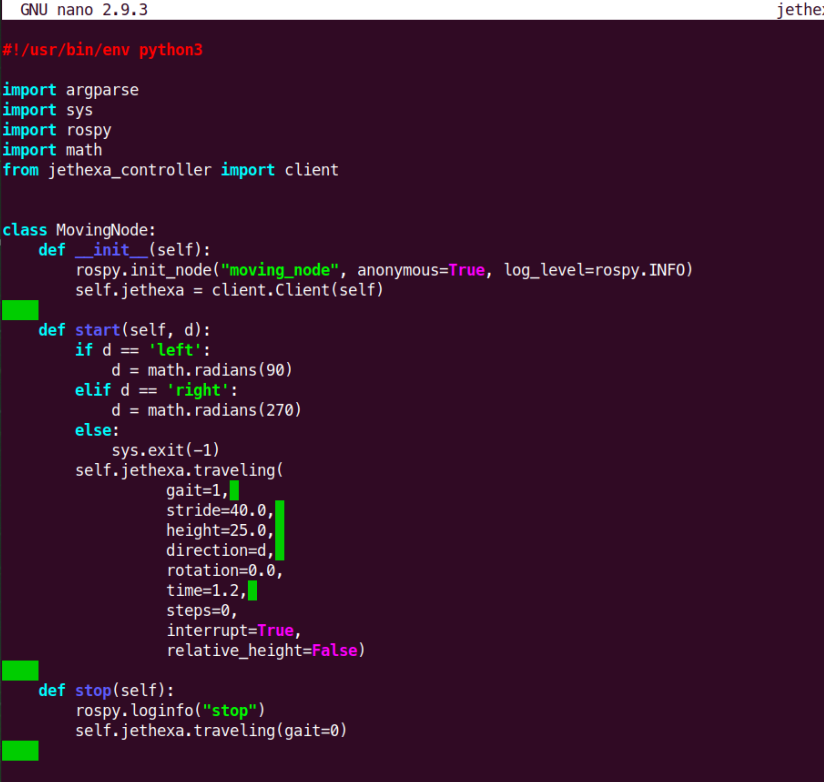 GNU nano 2.9.3 jethex
#!/usr/bin/env python3
import argparse
import sys
import rospy
import math
from jethexa_controller import client
class MovingNode:
    def __init__(self):
        rospy.init_node("moving_node", anonymous=True, log_level=rospy.INFO)
        self.jethexa = client.Client(self)
    def start(self, d):
        if d == 'left':
            d = math.radians(90)
        elif d == 'right':
            d = math.radians(270)
        else:
            sys.exit(-1)
        self.jethexa.traveling(
                  gait=1,
                  stride=40.0,
                  height=25.0,
                  direction=d,
                  rotation=0.0,
                  time=1.2,
                  steps=0,
                  interrupt=True,
                  relative_height=False)
    def stop(self):
        rospy.loginfo("stop")
        self.jethexa.traveling(gait=0)